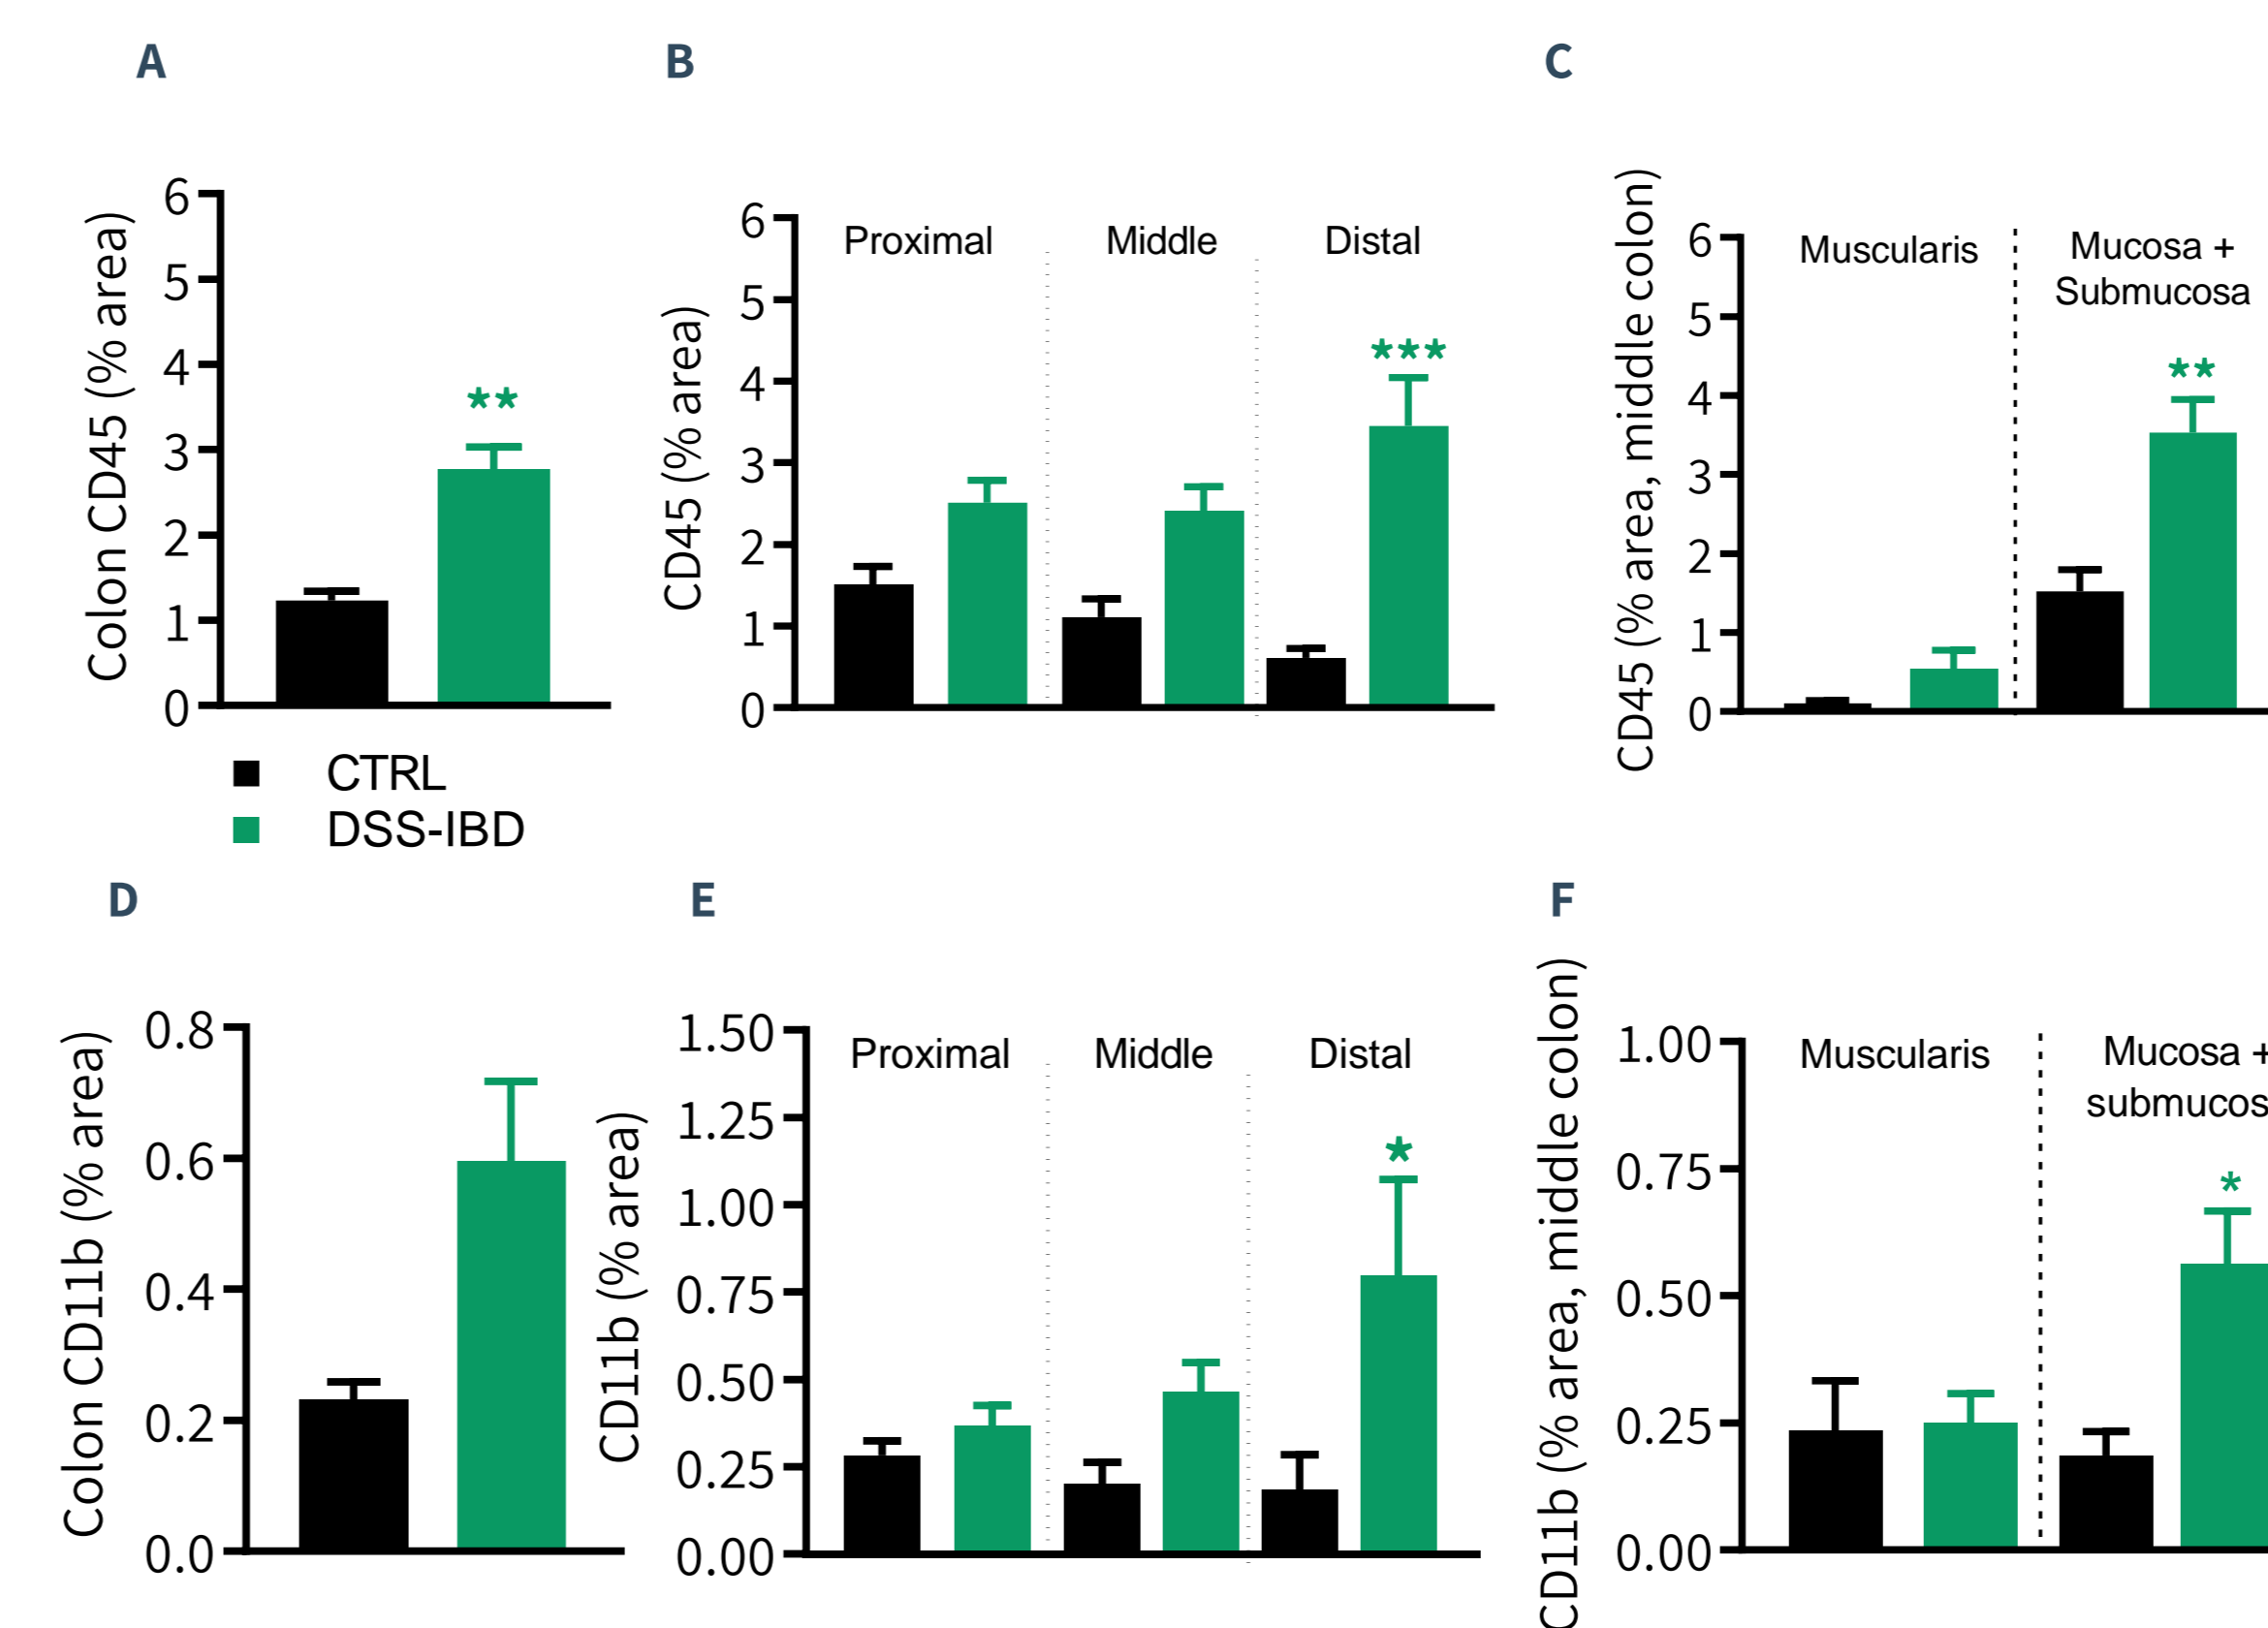 A
Colon CD45 (% area)
6
5
4
3
2
1
0
**
CTRL
DSS-IBD
B
CD45 (% area)
6
5
4
3
2
1
0
Proximal
Middle
Distal
***
C
CD45 (% area, middle colon)
6
5
4
3
2
1
0
Muscularis
Mucosa +
Submucosa
**
D
Colon CD11b (% area)
0.8
0.6
0.4
0.2
0.0
E
CD11b (% area)
1.50
1.25
1.00
0.75
0.50
0.25
0.00
Proximal
Middle
Distal
*
F
CD11b (% area, middle colon)
1.00
0.75
0.50
0.25
0.00
Muscularis
Mucosa +
submucos
*